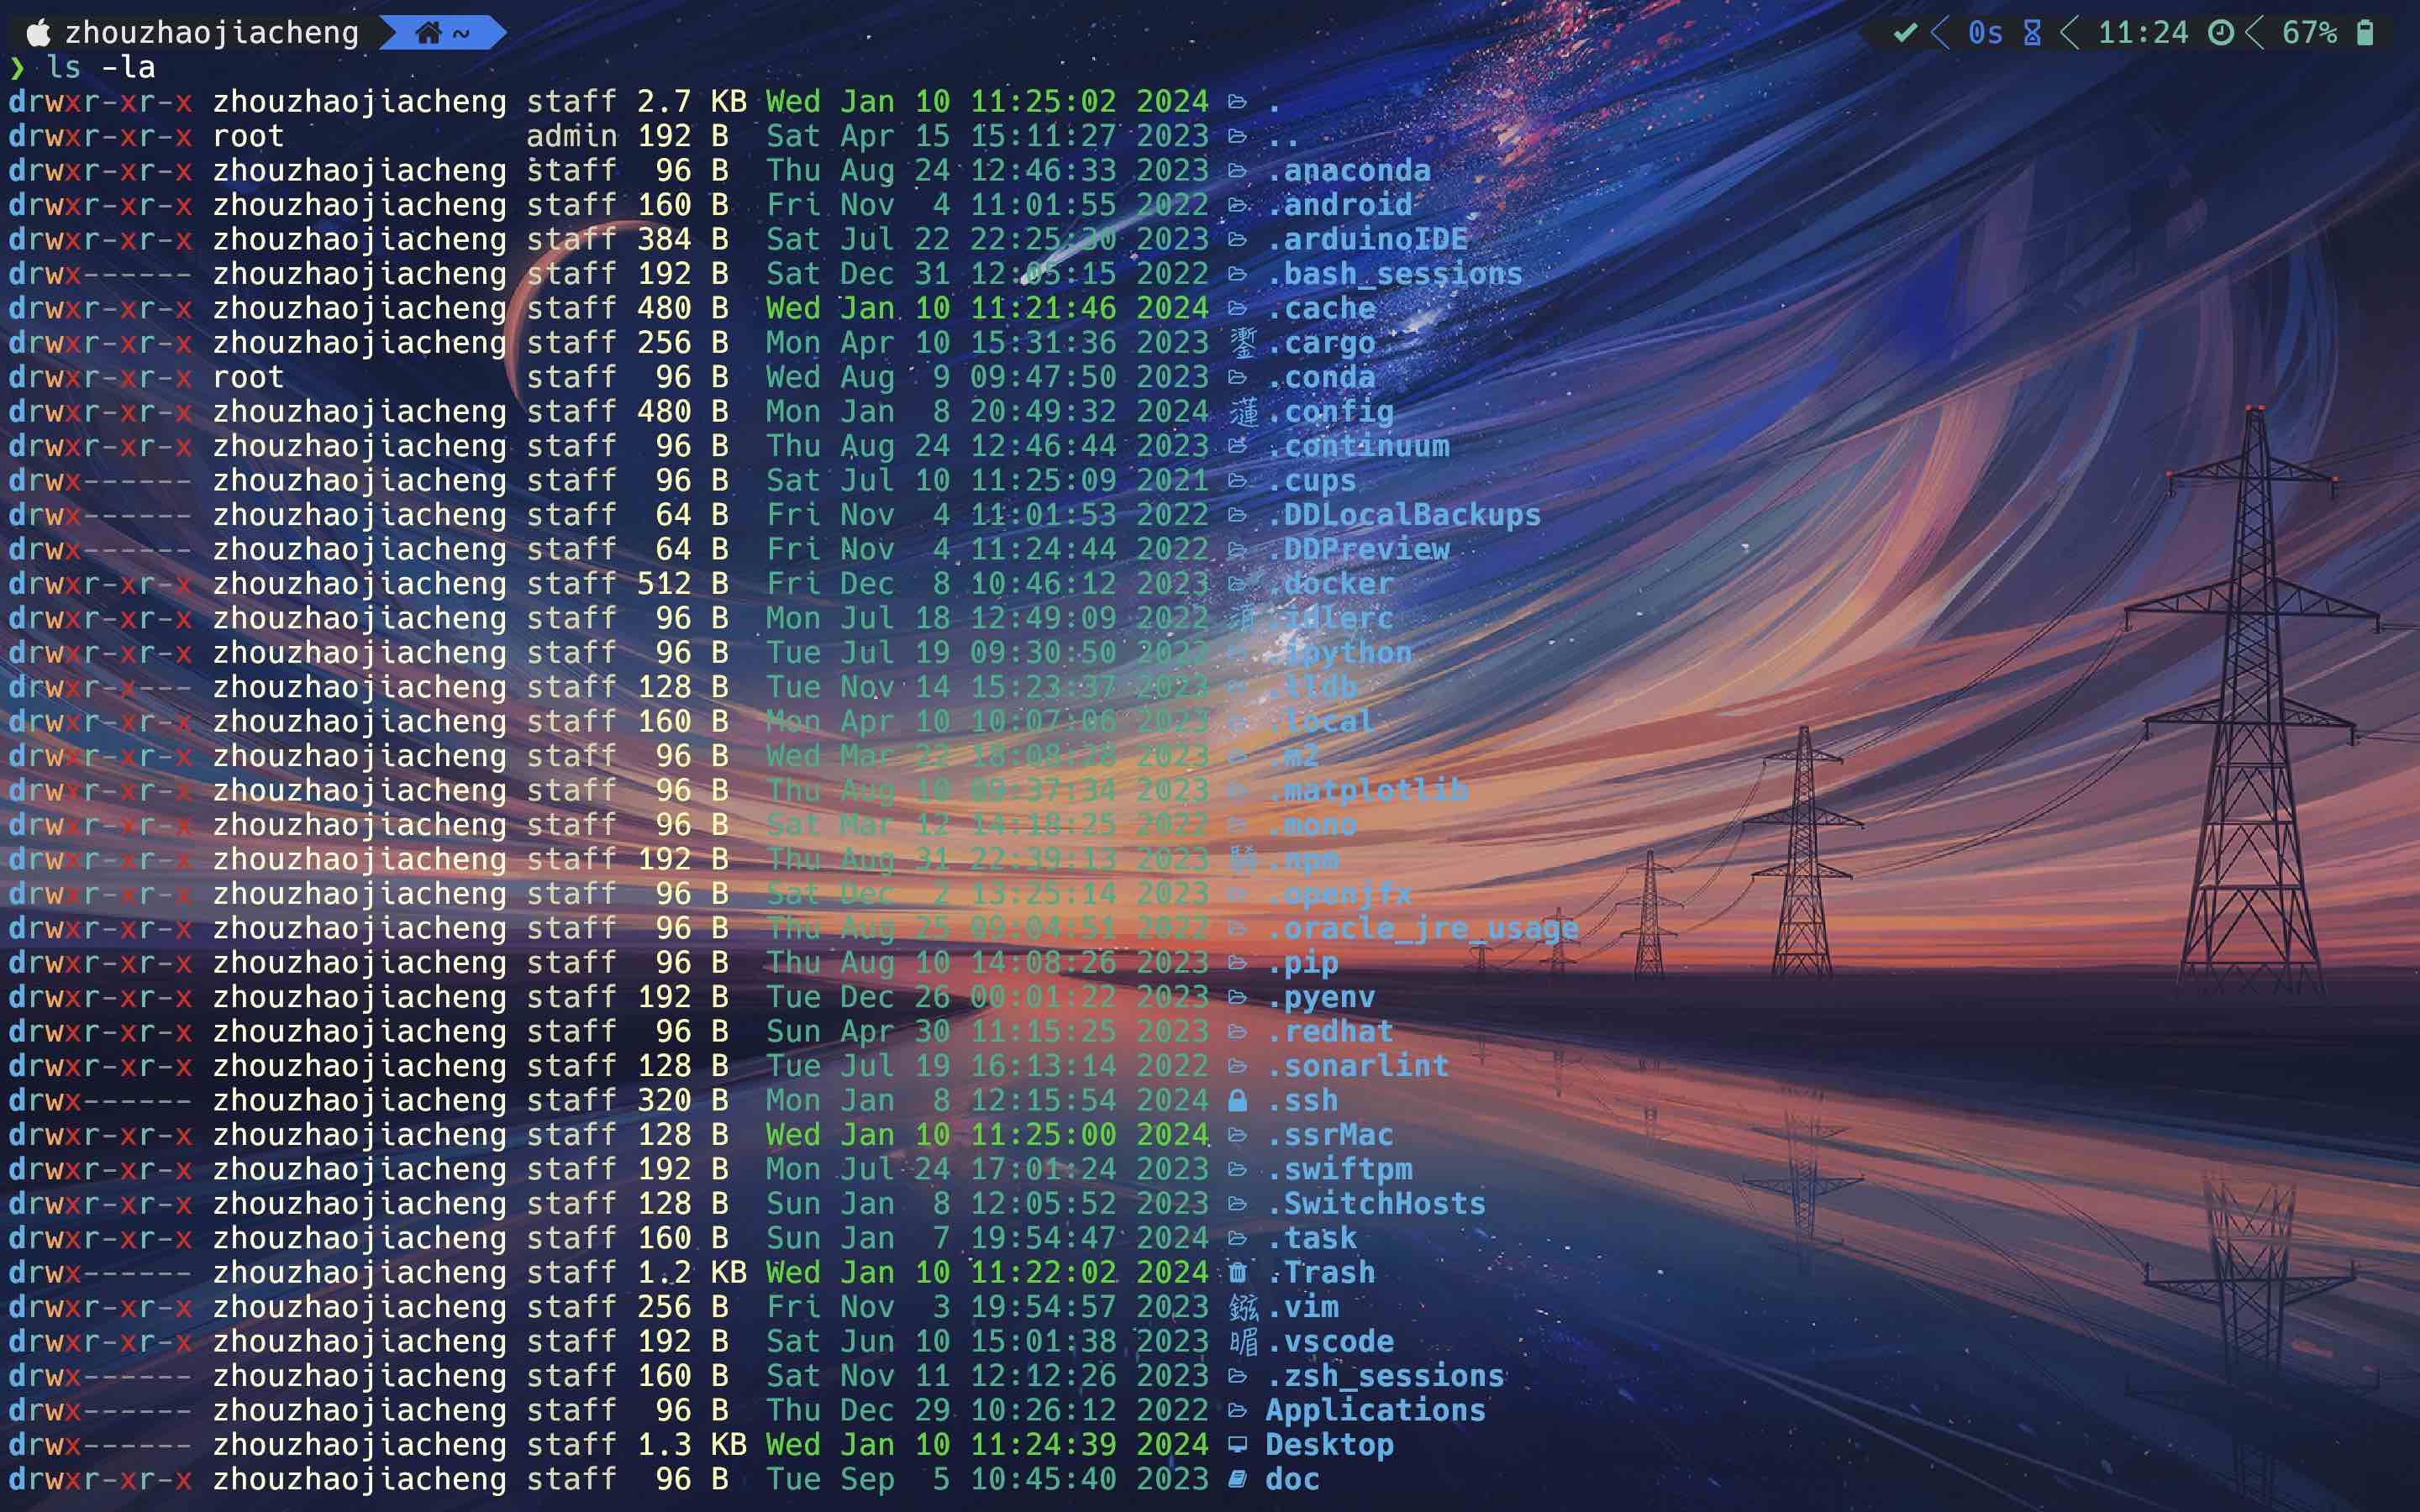 zhouzhaojiacheng ~ 0s 11:24 67%
❯ ls -la
drwxr-xr-x zhouzhaojiacheng staff 2.7 KB Wed Jan 10 11:25:02 2024 .
drwxr-xr-x root admin 192 B Sat Apr 15 15:11:27 2023 ..
drwxr-xr-x zhouzhaojiacheng staff 96 B Thu Aug 24 12:46:33 2023 .anaconda
drwxr-xr-x zhouzhaojiacheng staff 160 B Fri Nov 4 11:01:55 2022 .android
drwxr-xr-x zhouzhaojiacheng staff 384 B Sat Jul 22 22:25:30 2023 .arduinoIDE
drwx------ zhouzhaojiacheng staff 192 B Sat Dec 31 12:05:15 2022 .bash_sessions
drwxr-xr-x zhouzhaojiacheng staff 480 B Wed Jan 10 11:21:46 2024 .cache
drwxr-xr-x zhouzhaojiacheng staff 256 B Mon Apr 10 15:31:36 2023 .cargo
drwxr-xr-x root staff 96 B Wed Aug 9 09:47:50 2023 .conda
drwxr-xr-x zhouzhaojiacheng staff 480 B Mon Jan 8 20:49:32 2024 .config
drwxr-xr-x zhouzhaojiacheng staff 96 B Thu Aug 24 12:46:44 2023 .continuum
drwx------ zhouzhaojiacheng staff 96 B Sat Jul 10 11:25:09 2021 .cups
drwx------ zhouzhaojiacheng staff 64 B Fri Nov 4 11:01:53 2022 .DDLocalBackups
drwx------ zhouzhaojiacheng staff 64 B Fri Nov 4 11:24:44 2022 .DDPreview
drwxr-xr-x zhouzhaojiacheng staff 512 B Fri Dec 8 10:46:12 2023 .docker
drwxr-xr-x zhouzhaojiacheng staff 96 B Mon Jul 18 12:49:09 2022 .idlerc
drwxr-xr-x zhouzhaojiacheng staff 96 B Tue Jul 19 09:30:50 2022 .ipython
drwxr-x--- zhouzhaojiacheng staff 128 B Tue Nov 14 15:23:37 2023 .lldb
drwxr-xr-x zhouzhaojiacheng staff 160 B Mon Apr 10 10:07:06 2023 .local
drwxr-xr-x zhouzhaojiacheng staff 96 B Wed Mar 22 18:08:28 2023 .m2
drwxr-xr-x zhouzhaojiacheng staff 96 B Thu Aug 10 09:37:34 2023 .matplotlib
drwxr-xr-x zhouzhaojiacheng staff 96 B Sat Mar 12 14:18:25 2022 .mono
drwxr-xr-x zhouzhaojiacheng staff 192 B Thu Aug 31 22:39:13 2023 .npm
drwxr-xr-x zhouzhaojiacheng staff 96 B Sat Dec 2 13:25:14 2023 .openjfx
drwxr-xr-x zhouzhaojiacheng staff 96 B Thu Aug 25 09:04:51 2022 .oracle_jre_usage
drwxr-xr-x zhouzhaojiacheng staff 96 B Thu Aug 10 14:08:26 2023 .pip
drwxr-xr-x zhouzhaojiacheng staff 192 B Tue Dec 26 00:01:22 2023 .pyenv
drwxr-xr-x zhouzhaojiacheng staff 96 B Sun Apr 30 11:15:25 2023 .redhat
drwxr-xr-x zhouzhaojiacheng staff 128 B Tue Jul 19 16:13:14 2022 .sonarlint
drwx------ zhouzhaojiacheng staff 320 B Mon Jan 8 12:15:54 2024 .ssh
drwxr-xr-x zhouzhaojiacheng staff 128 B Wed Jan 10 11:25:00 2024 .ssrMac
drwxr-xr-x zhouzhaojiacheng staff 192 B Mon Jul 24 17:01:24 2023 .swiftpm
drwxr-xr-x zhouzhaojiacheng staff 128 B Sun Jan 8 12:05:52 2023 .SwitchHosts
drwxr-xr-x zhouzhaojiacheng staff 160 B Sun Jan 7 19:54:47 2024 .task
drwx------ zhouzhaojiacheng staff 1.2 KB Wed Jan 10 11:22:02 2024 .Trash
drwxr-xr-x zhouzhaojiacheng staff 256 B Fri Nov 3 19:54:57 2023 .vim
drwxr-xr-x zhouzhaojiacheng staff 192 B Sat Jun 10 15:01:38 2023 .vscode
drwx------ zhouzhaojiacheng staff 160 B Sat Nov 11 12:12:26 2023 .zsh_sessions
drwx------ zhouzhaojiacheng staff 96 B Thu Dec 29 10:26:12 2022 Applications
drwx------ zhouzhaojiacheng staff 1.3 KB Wed Jan 10 11:24:39 2024 Desktop
drwxr-xr-x zhouzhaojiacheng staff 96 B Tue Sep 5 10:45:40 2023 doc